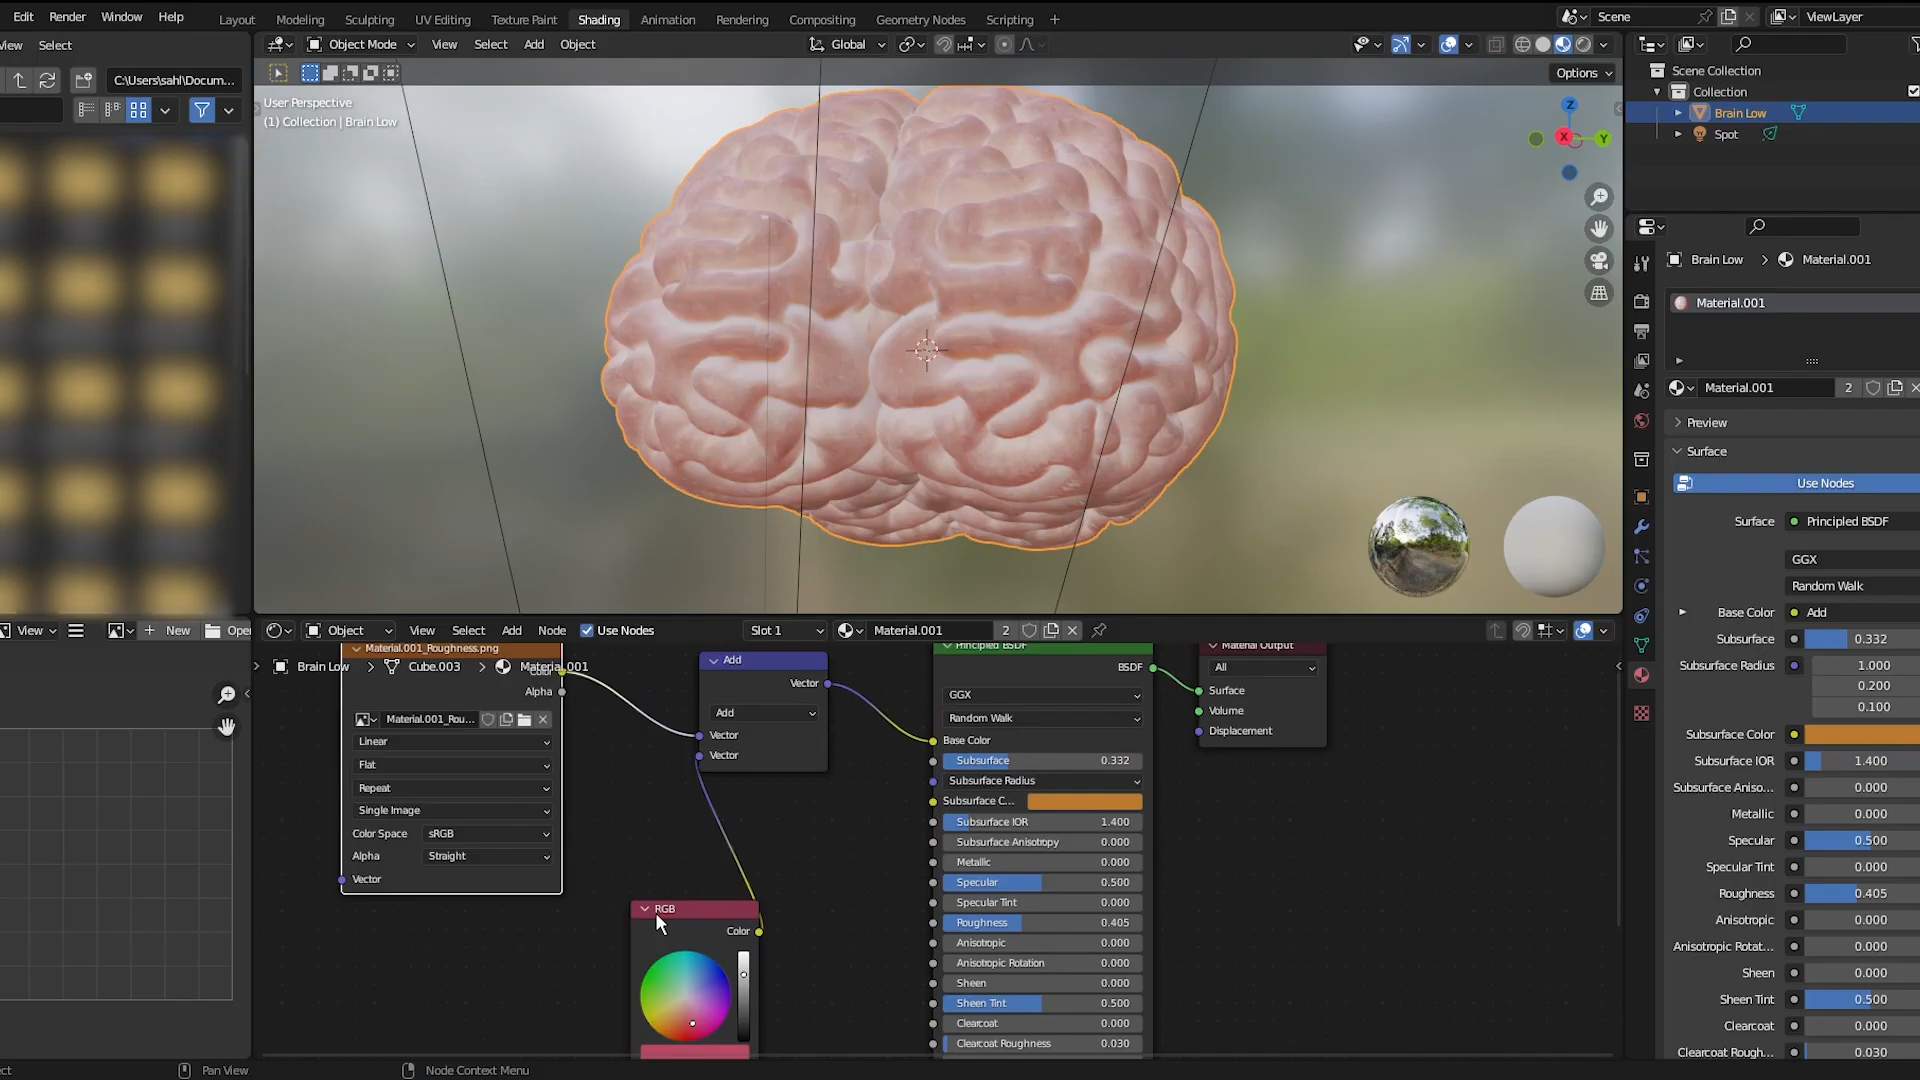 Edit Render Window Help Layout Modeling Sculpting UV Editing Texture Paint Shading Animation Rendering Compositing Geometry Nodes Scripting + Scene ViewLayer
View Select
C:\Users\sahl\Docum...
Object Mode View Select Add Object Global
Options
User Perspective
(1) Collection | Brain Low
Z
X
Y
Scene Collection
Collection
Brain Low
Spot
Brain Low > Material.001
Material.001
Material.001 2
Preview
Surface
Use Nodes
Surface Principled BSDF
GGX
Random Walk
Base Color Add
Subsurface 0.332
Subsurface Radius 1.000
0.200
0.100
Subsurface Color
Subsurface IOR 1.400
Subsurface Aniso... 0.000
Metallic 0.000
Specular 0.500
Specular Tint 0.000
Roughness 0.405
Anisotropic 0.000
Anisotropic Rotat... 0.000
Sheen 0.000
Sheen Tint 0.500
Clearcoat 0.000
Clearcoat Rough... 0.030
View + New Open
Object View Select Add Node Use Nodes Slot 1 Material.001 2
Brain Low > Cube.003 > Material.001
Material.001_Roughness.png
Color
Alpha
Material.001_Rou...
Linear
Flat
Repeat
Single Image
Color Space sRGB
Alpha Straight
Vector
Add
Vector
Add
Vector
Vector
RGB
Color
Principled BSDF
BSDF
GGX
Random Walk
Base Color
Subsurface 0.332
Subsurface Radius
Subsurface C...
Subsurface IOR 1.400
Subsurface Anisotropy 0.000
Metallic 0.000
Specular 0.500
Specular Tint 0.000
Roughness 0.405
Anisotropic 0.000
Anisotropic Rotation 0.000
Sheen 0.000
Sheen Tint 0.500
Clearcoat 0.000
Clearcoat Roughness 0.030
Material Output
All
Surface
Volume
Displacement
Pan View
Node Context Menu